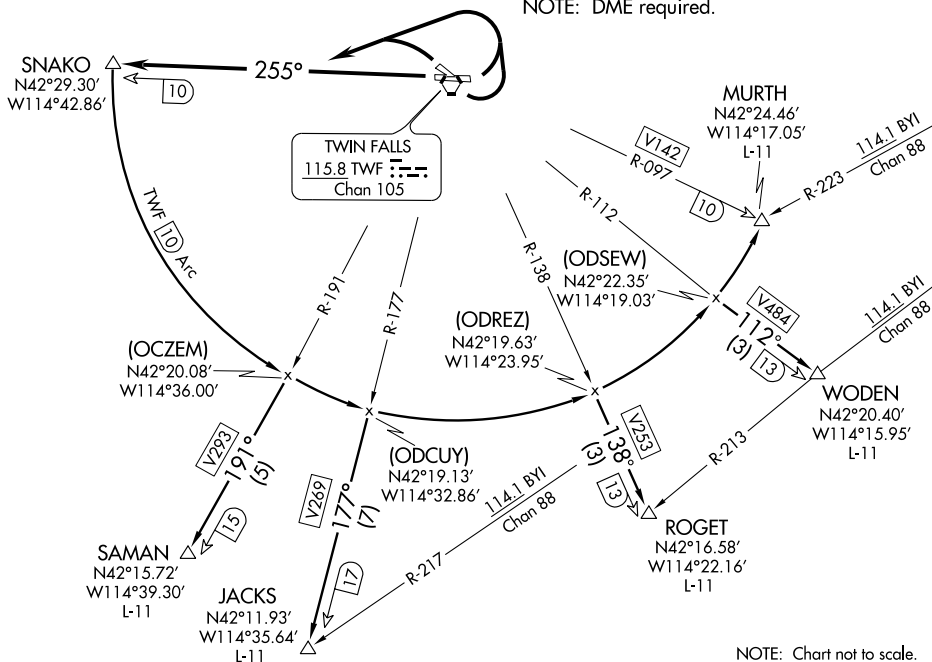 NOTE: DME required.
SNAKO
N42°29.30'
W114°42.86'
10
255°
TWIN FALLS
115.8 TWF
Chan 105
MURTH
N42°24.46'
W114°17.05'
L-11
114.1 BYI
Chan 88
R-223
V142
R-097
10
R-112
TWF 10 Arc
R-191
R-177
R-138
(ODSEW)
N42°22.35'
W114°19.03'
V484
112°
(3)
13
114.1 BYI
Chan 88
WODEN
N42°20.40'
W114°15.95'
L-11
R-213
(ODREZ)
N42°19.63'
W114°23.95'
(OCZEM)
N42°20.08'
W114°36.00'
V293
191°
(5)
15
(ODCUY)
N42°19.13'
W114°32.86'
V269
177°
(7)
17
114.1 BYI
Chan 88
R-217
V253
138°
(3)
13
ROGET
N42°16.58'
W114°22.16'
L-11
SAMAN
N42°15.72'
W114°39.30'
L-11
JACKS
N42°11.93'
W114°35.64'
L-11
NOTE: Chart not to scale.